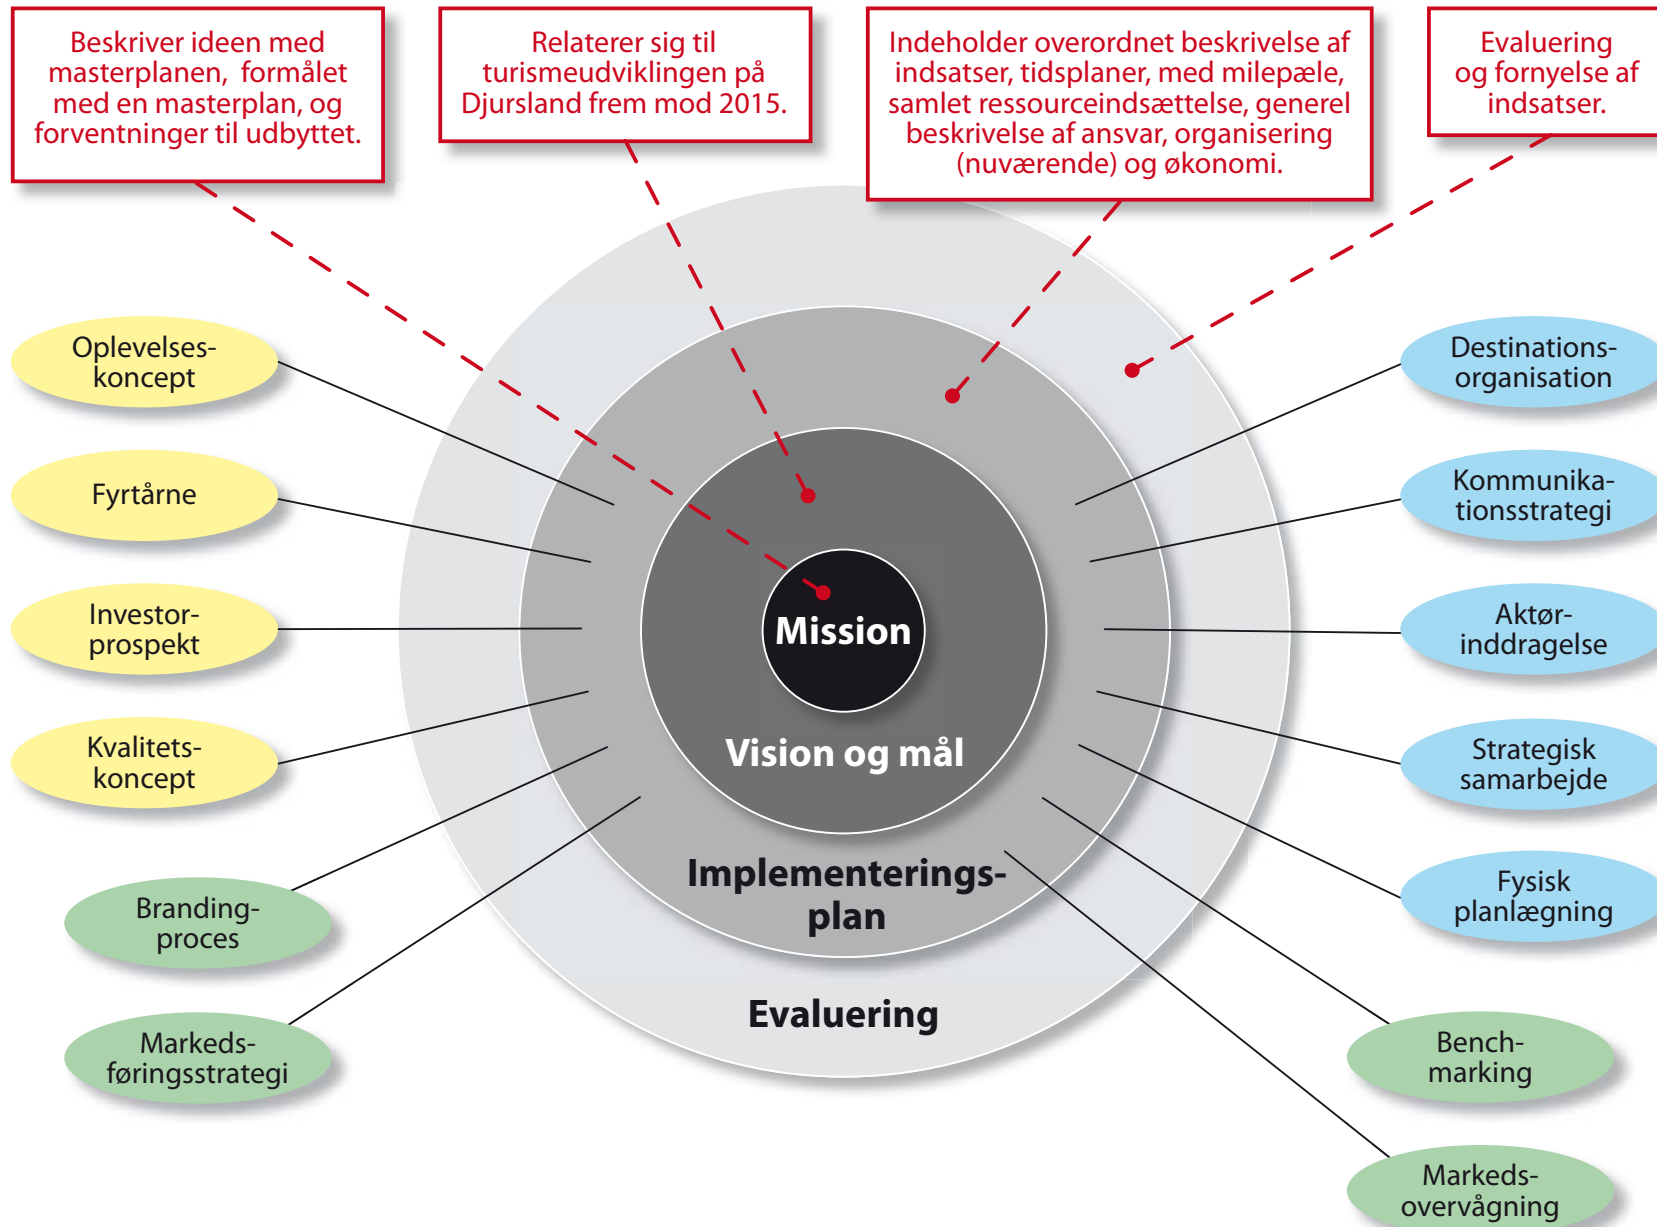 Beskriver ideen med
masterplanen, formålet
med en masterplan, og
forventninger til udbyttet.
Relaterer sig til
turismeudviklingen på
Djursland frem mod 2015.
Indeholder overordnet beskrivelse af
indsatser, tidsplaner, med milepæle,
samlet ressourceindsættelse, generel
beskrivelse af ansvar, organisering
(nuværende) og økonomi.
Evaluering
og fornyelse af
indsatser.
Oplevelses-
koncept
Fyrtårne
Investor-
prospekt
Kvalitets-
koncept
Branding-
proces
Markeds-
føringsstrategi
Mission
Vision og mål
Implementerings-
plan
Evaluering
Destinations-
organisation
Kommunika-
tionsstrategi
Aktør-
inddragelse
Strategisk
samarbejde
Fysisk
planlægning
Bench-
marking
Markeds-
overvågning